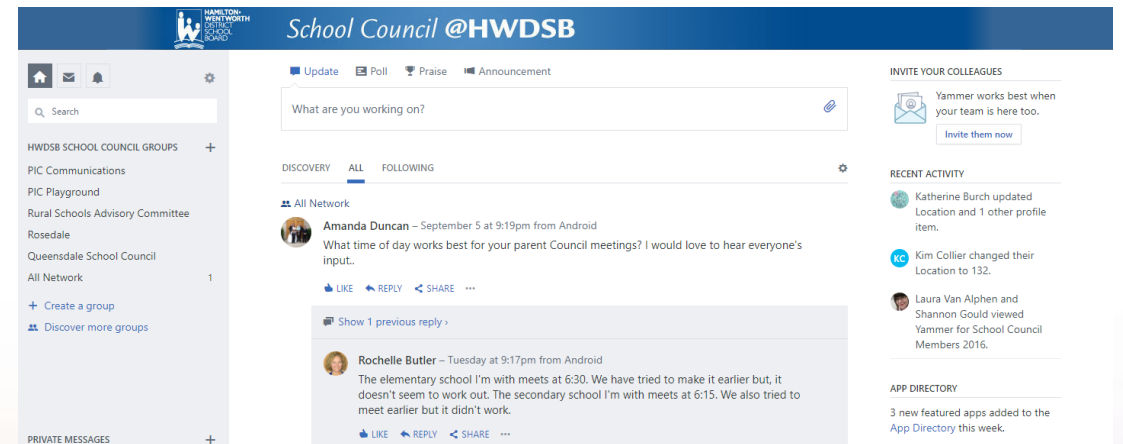 HAMILTON-
WENTWORTH
DISTRICT
SCHOOL
BOARD
School Council @HWDSB
Search
HWDSB SCHOOL COUNCIL GROUPS +
PIC Communications
PIC Playground
Rural Schools Advisory Committee
Rosedale
Queensdale School Council
All Network 1
+ Create a group
Discover more groups
PRIVATE MESSAGES +
Update Poll Praise Announcement
What are you working on?
DISCOVERY ALL FOLLOWING
All Network
Amanda Duncan – September 5 at 9:19pm from Android
What time of day works best for your parent Council meetings? I would love to hear everyone's
input..
LIKE REPLY SHARE •••
Show 1 previous reply ›
Rochelle Butler – Tuesday at 9:17pm from Android
The elementary school I'm with meets at 6:30. We have tried to make it earlier but, it
doesn't seem to work out. The secondary school I'm with meets at 6:15. We also tried to
meet earlier but it didn't work.
LIKE REPLY SHARE •••
INVITE YOUR COLLEAGUES
Yammer works best when
your team is here too.
Invite them now
RECENT ACTIVITY
Katherine Burch updated
Location and 1 other profile
item.
KC
Kim Collier changed their
Location to 132.
Laura Van Alphen and
Shannon Gould viewed
Yammer for School Council
Members 2016.
APP DIRECTORY
3 new featured apps added to the
App Directory this week.